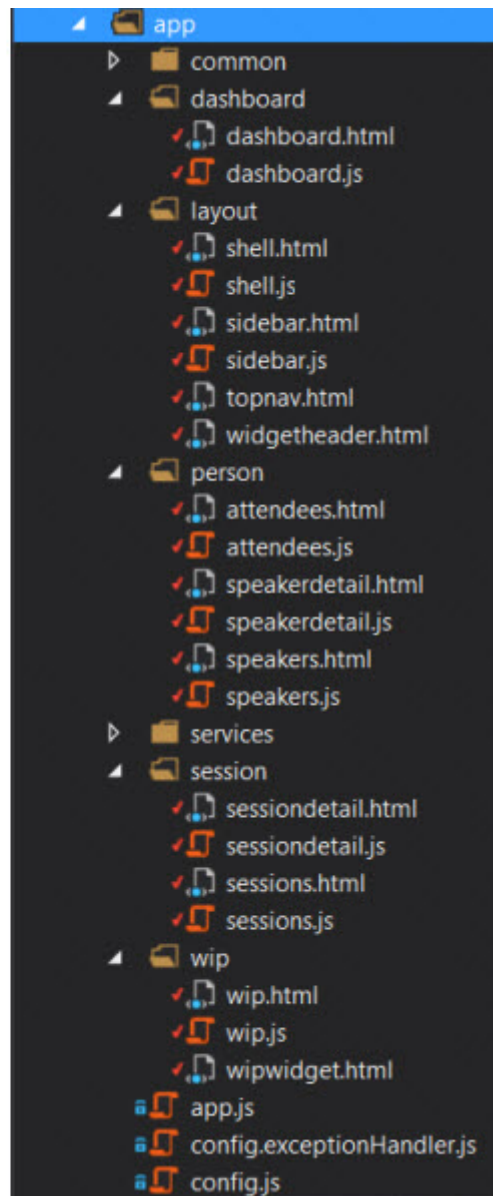 app
common
dashboard
dashboard.html
dashboard.js
layout
shell.html
shell.js
sidebar.html
sidebar.js
topnav.html
widgetheader.html
person
attendees.html
attendees.js
speakerdetail.html
speakerdetail.js
speakers.html
speakers.js
services
session
sessiondetail.html
sessiondetail.js
sessions.html
sessions.js
wip
wip.html
wip.js
wipwidget.html
app.js
config.exceptionHandler.js
config.js